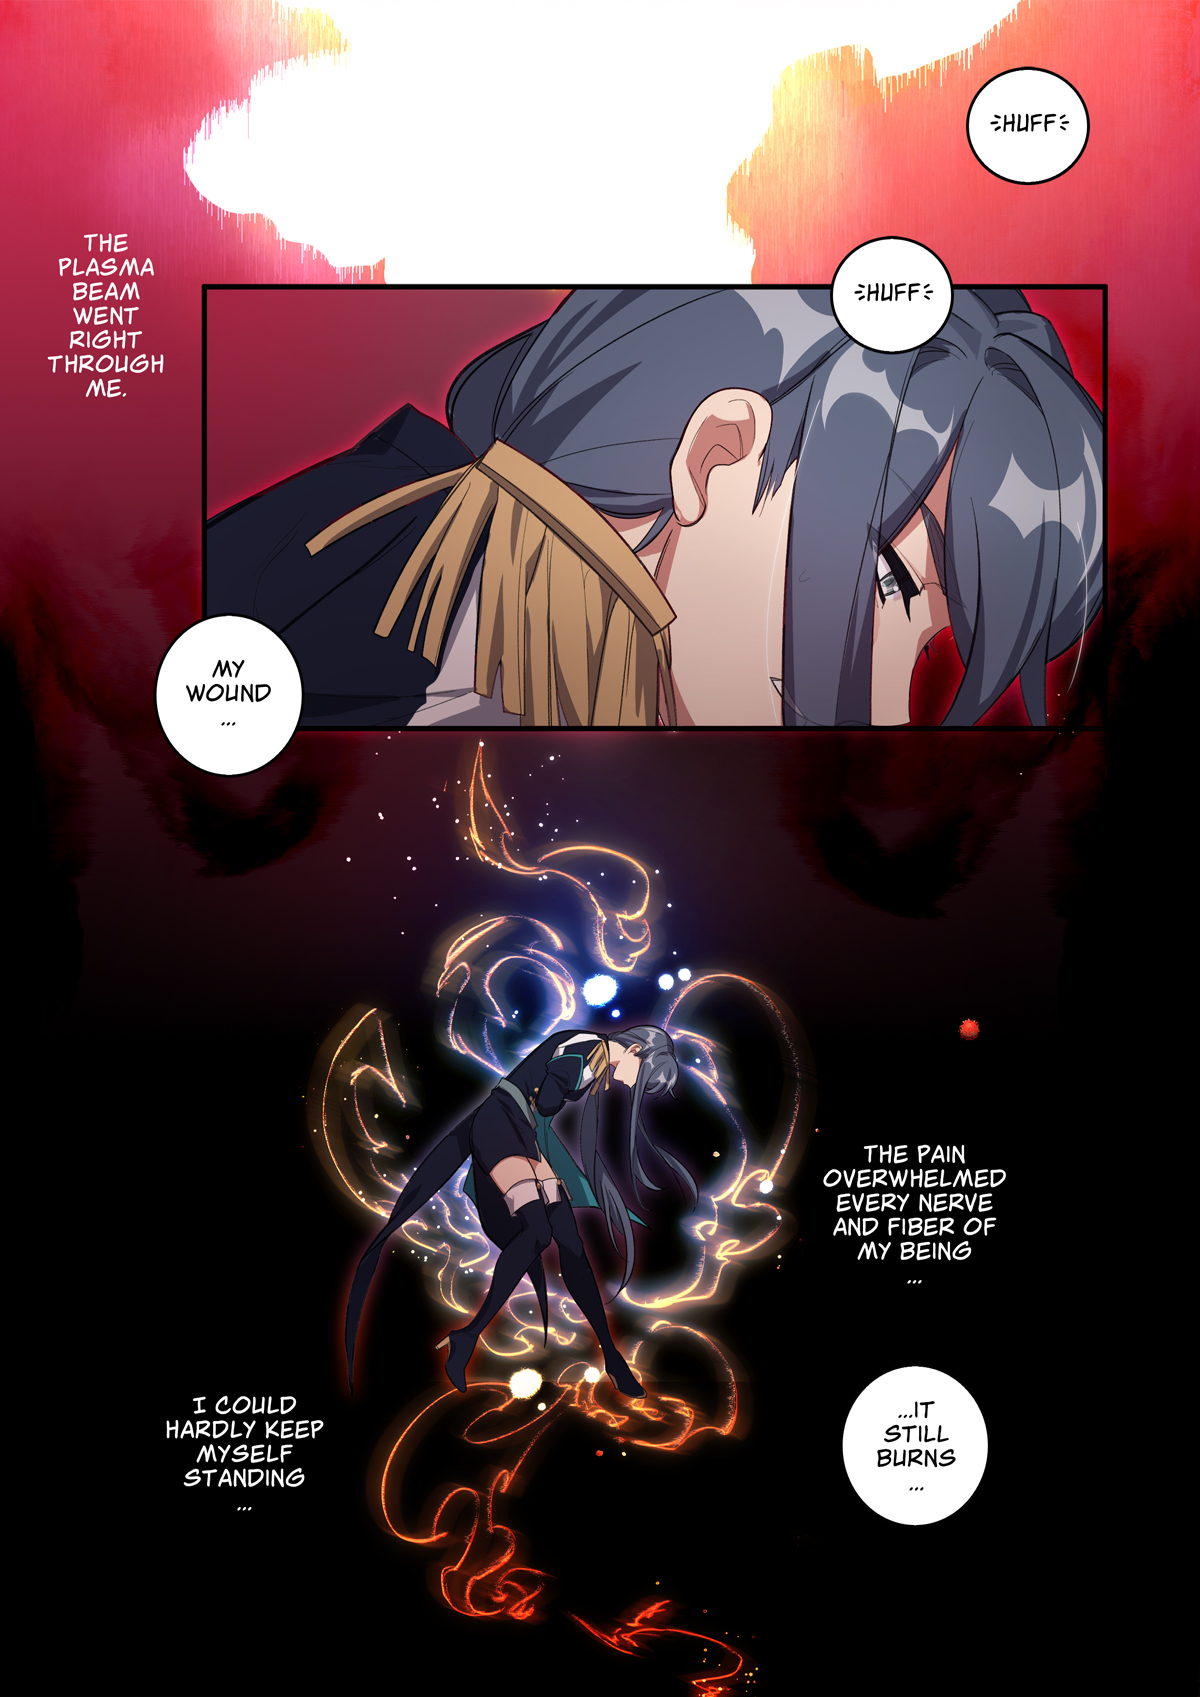 HUFF
HUFF
THE
PLASMA
BEAM
WENT
RIGHT
THROUGH
ME.
MY
WOUND
...
THE PAIN
OVERWHELMED
EVERY NERVE
AND FIBER OF
MY BEING
...
I COULD
HARDLY KEEP
MYSELF
STANDING
...
...IT
STILL
BURNS
...